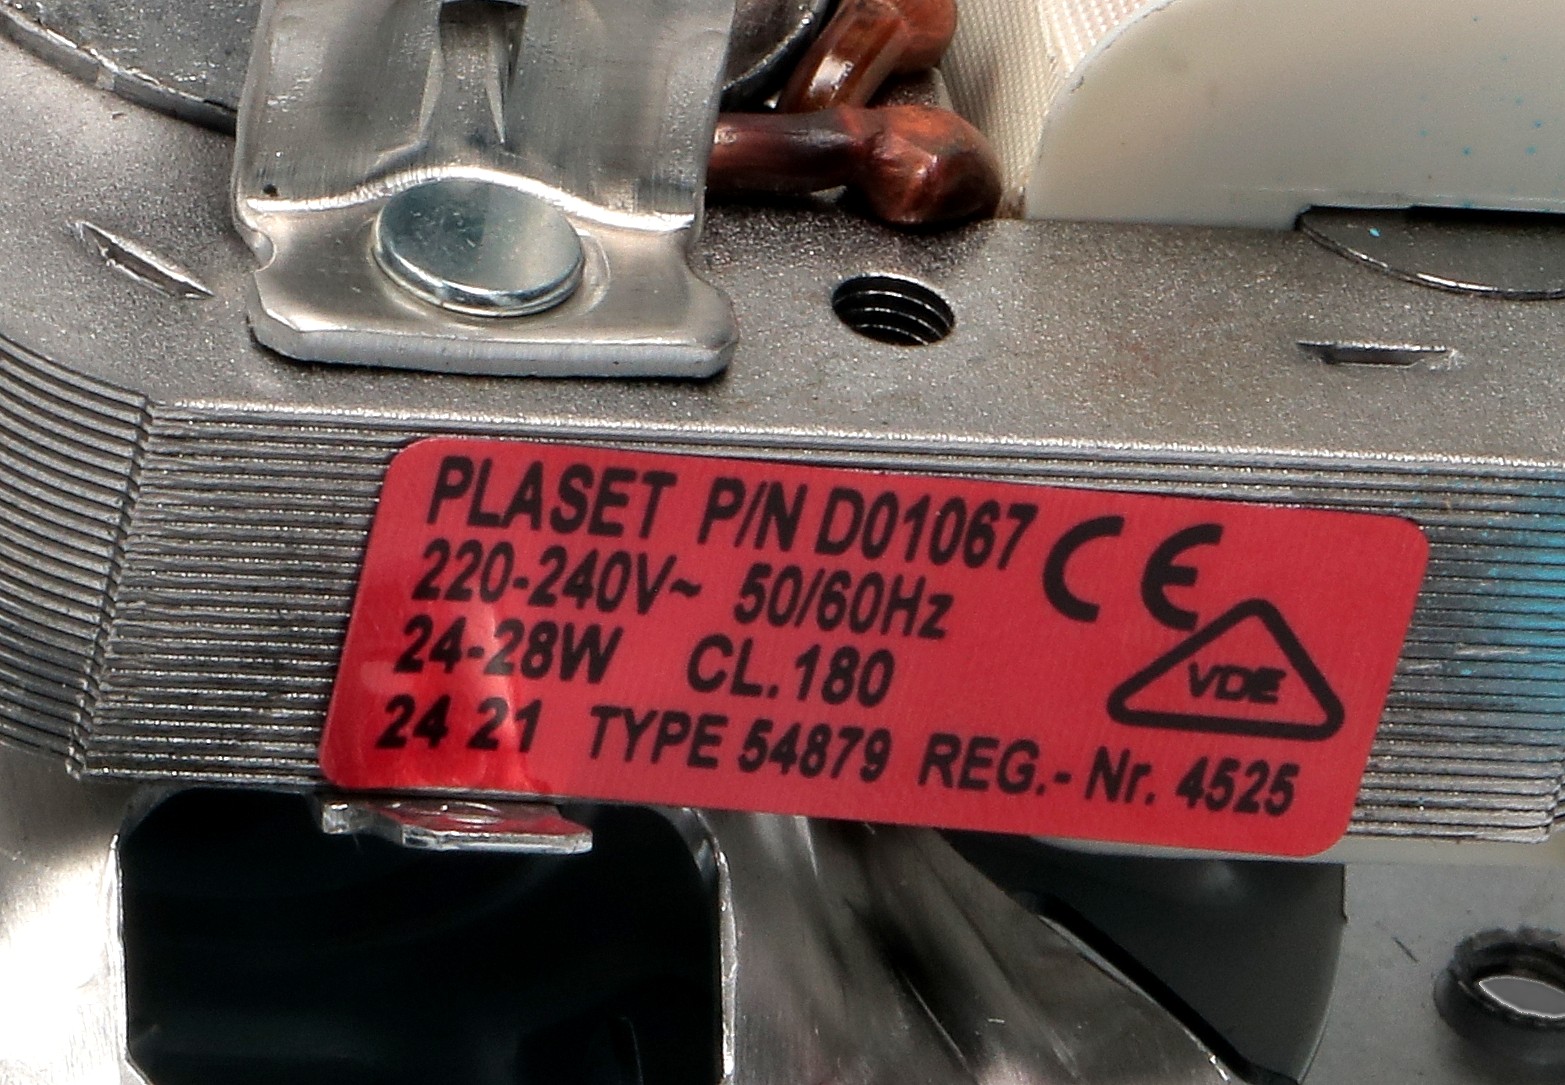 PLASET P/N D01067 CE
220-240V~ 50/60Hz
24-28W CL.180
VDE
24 21 TYPE 54879 REG.- Nr. 4525